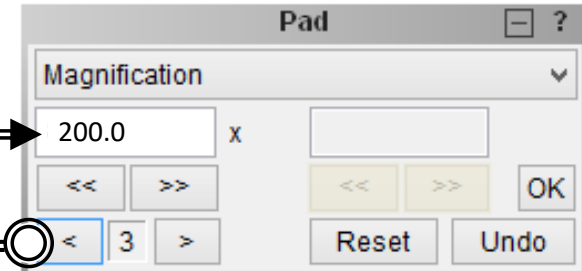 Pad − ?
Magnification
200.0 x
<< >> << >> OK
< 3 > Reset Undo